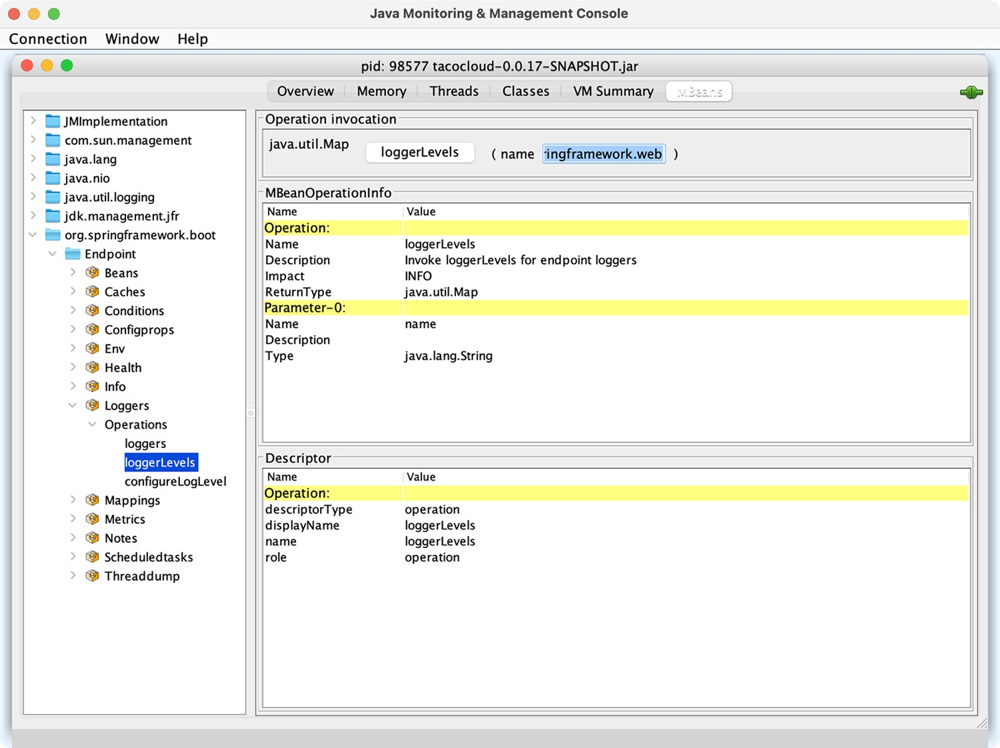 Java Monitoring & Management Console
Connection Window Help
pid: 98577 tacocloud-0.0.17-SNAPSHOT.jar
Overview Memory Threads Classes VM Summary MBeans
JMImplementation
com.sun.management
java.lang
java.nio
java.util.logging
jdk.management.jfr
org.springframework.boot
Endpoint
Beans
Caches
Conditions
Configprops
Env
Health
Info
Loggers
Operations
loggers
loggerLevels
configureLogLevel
Mappings
Metrics
Notes
Scheduledtasks
Threaddump
Operation invocation
java.util.Map loggerLevels ( name ringframework.web )
MBeanOperationInfo
Name Value
Operation:
Name loggerLevels
Description Invoke loggerLevels for endpoint loggers
Impact INFO
ReturnType java.util.Map
Parameter-0:
Name name
Description
Type java.lang.String
Descriptor
Name Value
Operation:
descriptorType operation
displayName loggerLevels
name loggerLevels
role operation